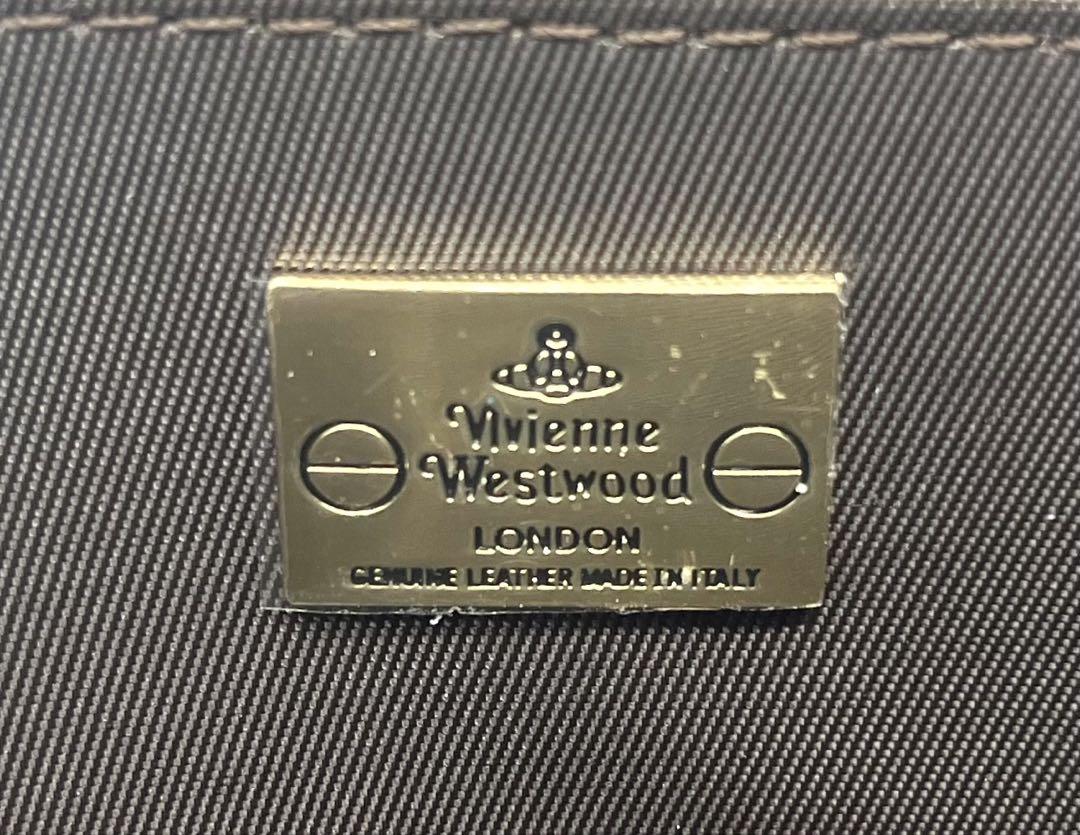 Vivienne
Westwood
LONDON
GENUINE LEATHER MADE IN ITALY